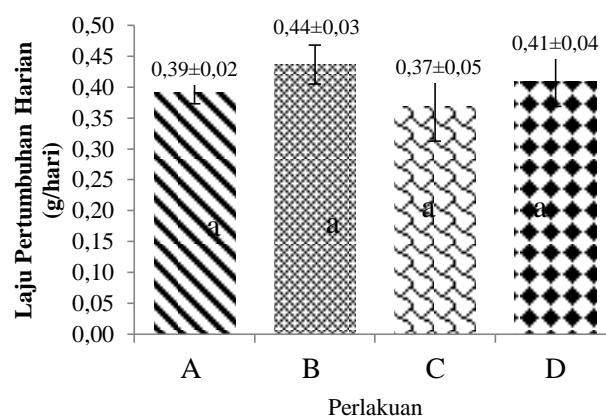 Laju Pertumbuhan Harian
(g/hari)
0,50
0,45
0,40
0,35
0,30
0,25
0,20
0,15
0,10
0,05
0,00
0,39±0,02
0,44±0,03
0,37±0,05
0,41±0,04
a
a
a
a
A
B
C
D
Perlakuan